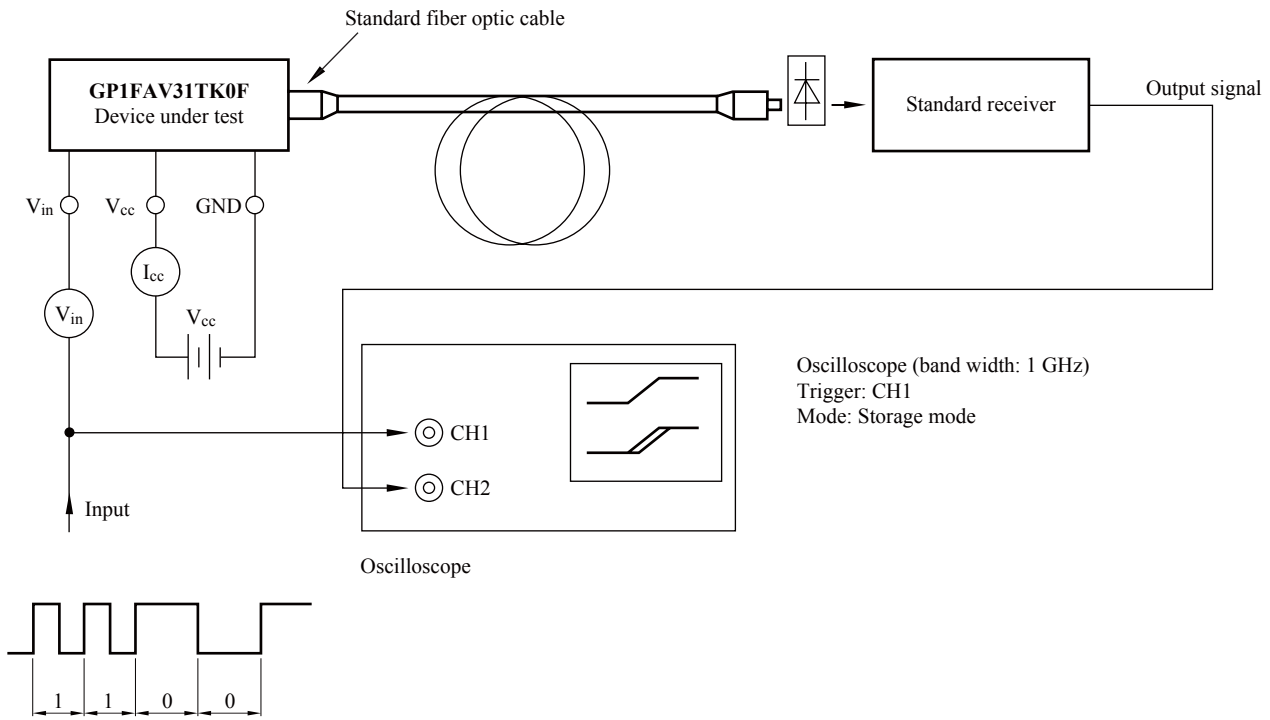 Standard fiber optic cable
GP1FAV31TK0F
Device under test
Standard receiver
Output signal
Vin
Vcc
GND
Icc
Vin
Vcc
Oscilloscope (band width: 1 GHz)
Trigger: CH1
Mode: Storage mode
CH1
CH2
Input
Oscilloscope
1 1 0 0